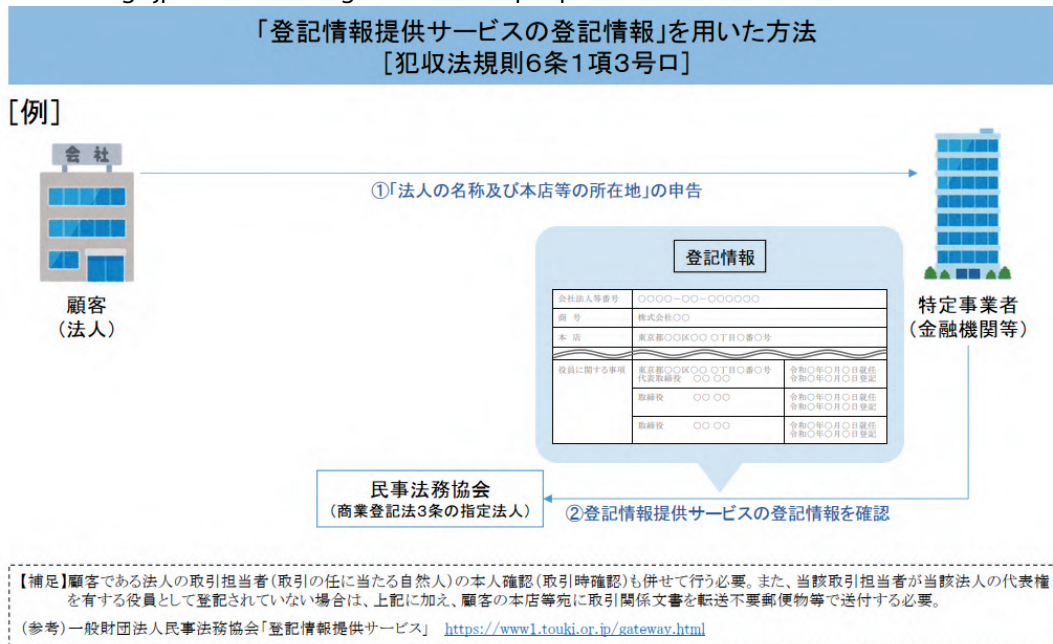 「登記情報提供サービスの登記情報」を用いた方法
[犯収法規則6条1項3号ロ]
[例]
会社
①「法人の名称及び本店等の所在地」の申告
顧客
(法人)
特定事業者
(金融機関等)
登記情報
会社法人等番号 ○○○○-○○-○○○○○○
商 号 株式会社○○
本 店 東京都○○区○○ ○丁目○番○号
役員に関する事項 東京都○○区○○ ○丁目○番○号 令和○年○月○日就任
代表取締役 ○○ ○○ 令和○年○月○日登記
取締役 ○○ ○○ 令和○年○月○日就任
令和○年○月○日登記
取締役 ○○ ○○ 令和○年○月○日就任
令和○年○月○日登記
民事法務協会
(商業登記法3条の指定法人)
②登記情報提供サービスの登記情報を確認
【補足】顧客である法人の取引担当者(取引の任に当たる自然人)の本人確認(取引時確認)も併せて行う必要。また、当該取引担当者が当該法人の代表権
を有する役員として登記されていない場合は、上記に加え、顧客の本店等宛に取引関係文書を転送不要郵便物等で送付する必要。
(参考)一般財団法人民事法務協会「登記情報提供サービス」 https://www1.touki.or.jp/gateway.html